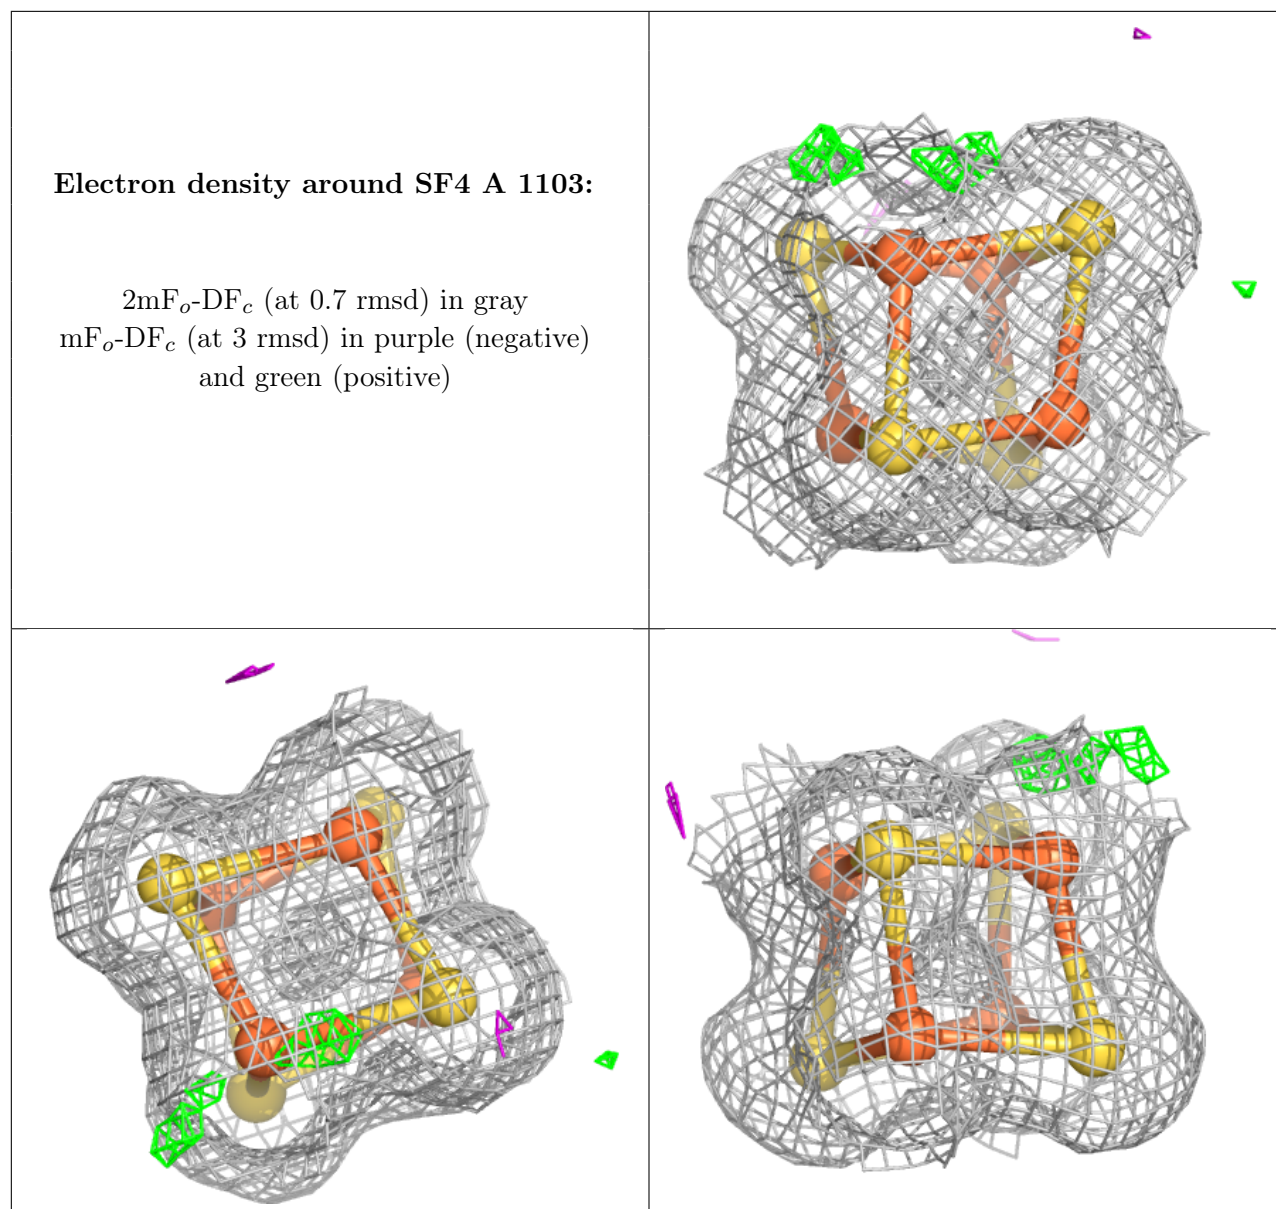 Electron density around SF4 A 1103:
2mFo-DFc (at 0.7 rmsd) in gray
mFo-DFc (at 3 rmsd) in purple (negative)
and green (positive)